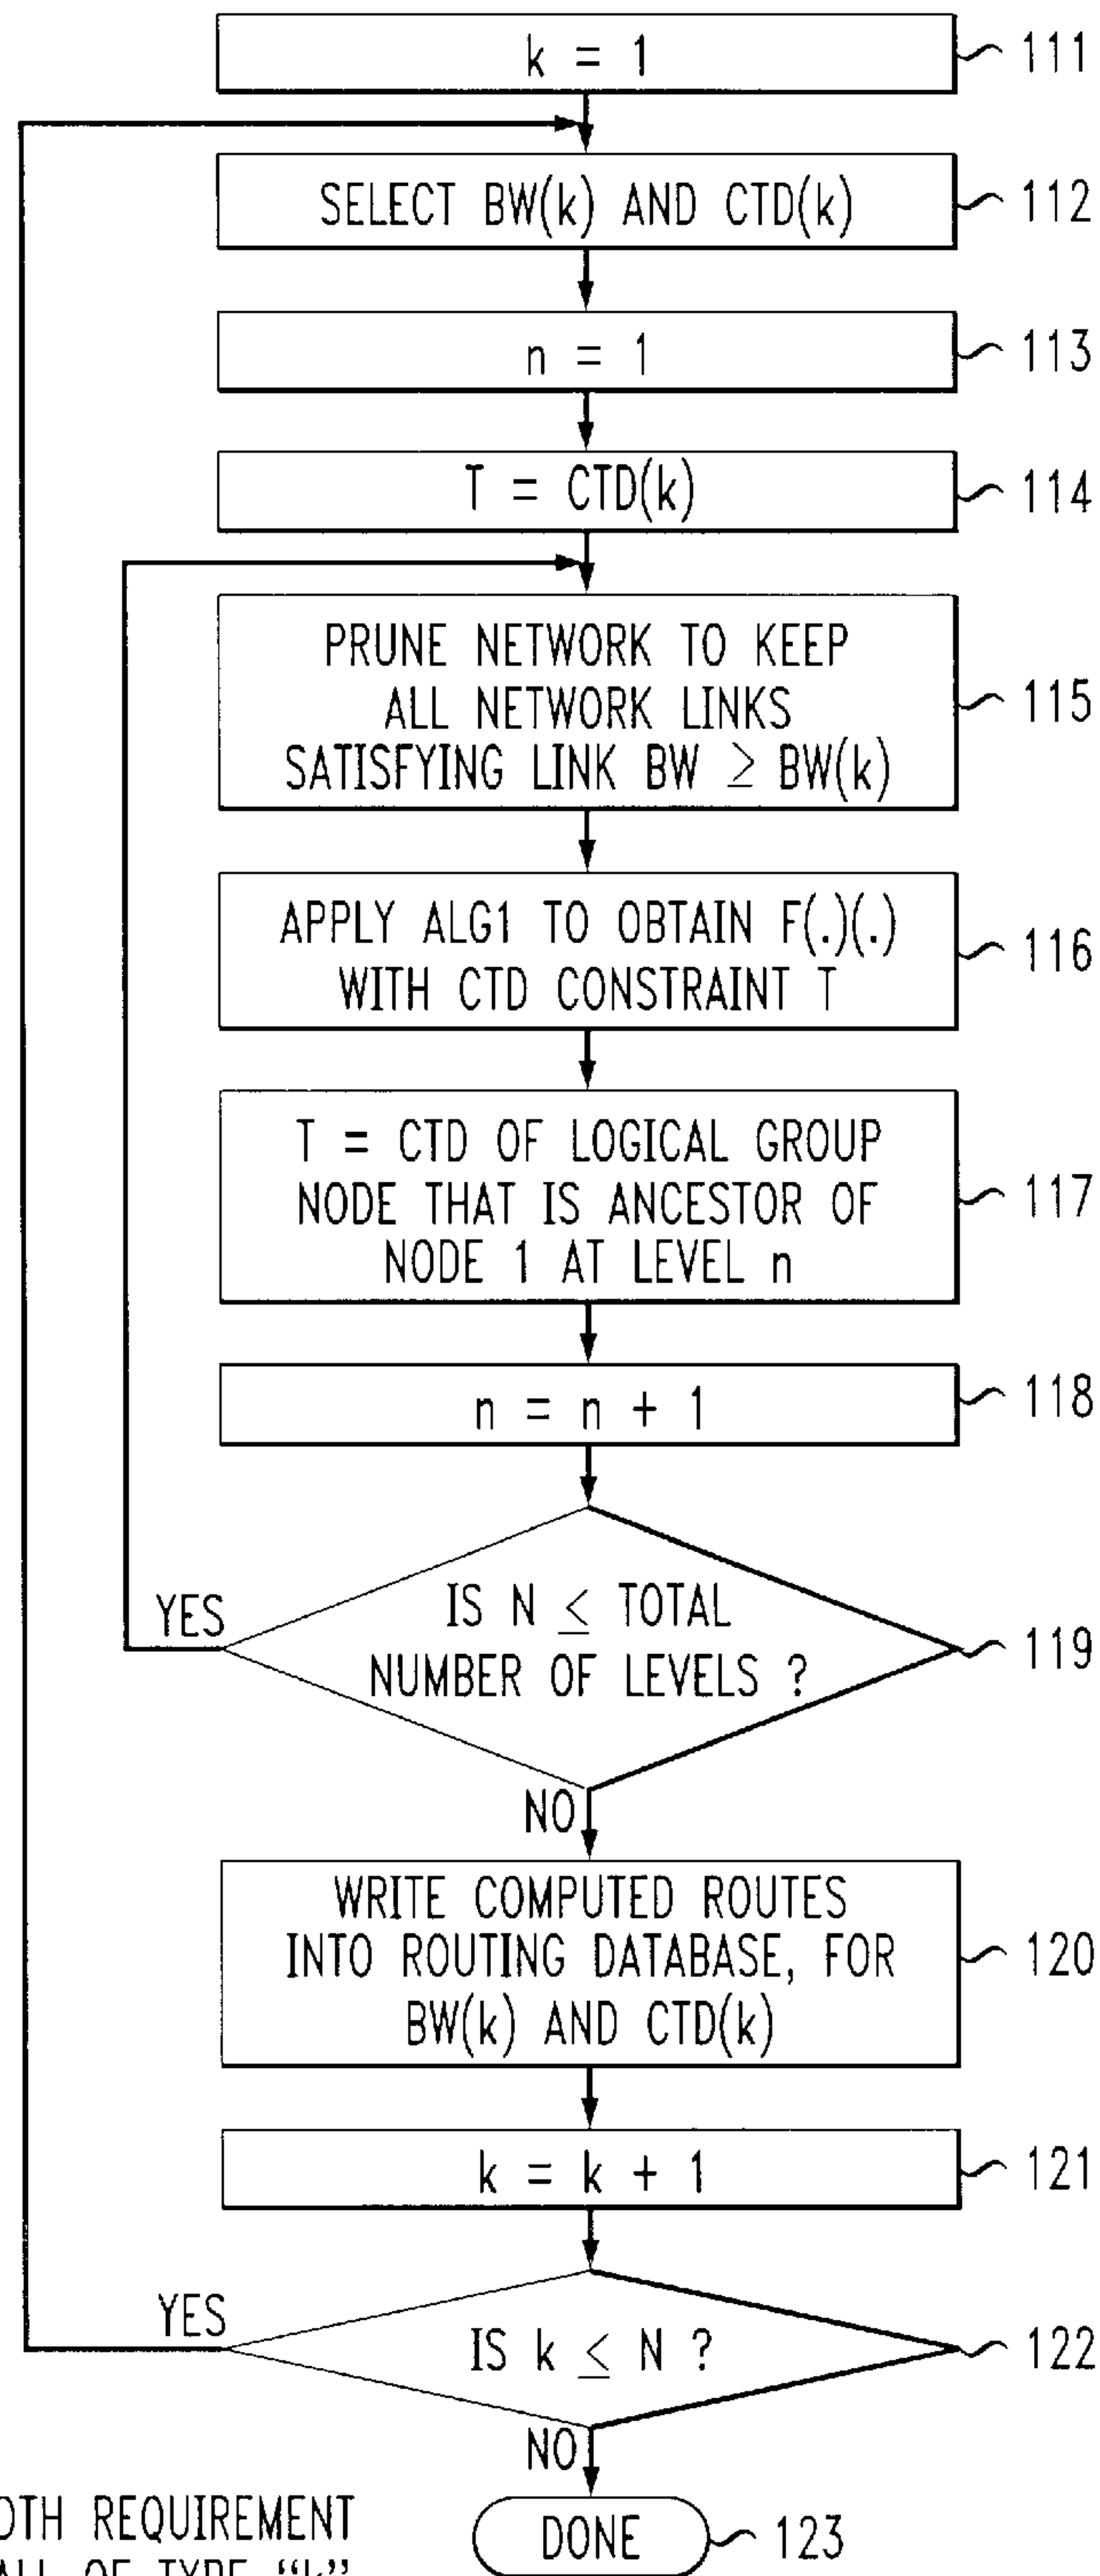 k = 1
111
SELECT BW(k) AND CTD(k)
112
n = 1
113
T = CTD(k)
114
PRUNE NETWORK TO KEEP
ALL NETWORK LINKS
SATISFYING LINK BW ≥ BW(k)
115
APPLY ALG1 TO OBTAIN F(.)(.)
WITH CTD CONSTRAINT T
116
T = CTD OF LOGICAL GROUP
NODE THAT IS ANCESTOR OF
NODE 1 AT LEVEL n
117
n = n + 1
118
YES
IS N ≤ TOTAL
NUMBER OF LEVELS ?
119
NO
WRITE COMPUTED ROUTES
INTO ROUTING DATABASE, FOR
BW(k) AND CTD(k)
120
k = k + 1
121
YES
IS k ≤ N ?
122
NO
DONE
123
REQUIREMENT
OF TYPE “k”